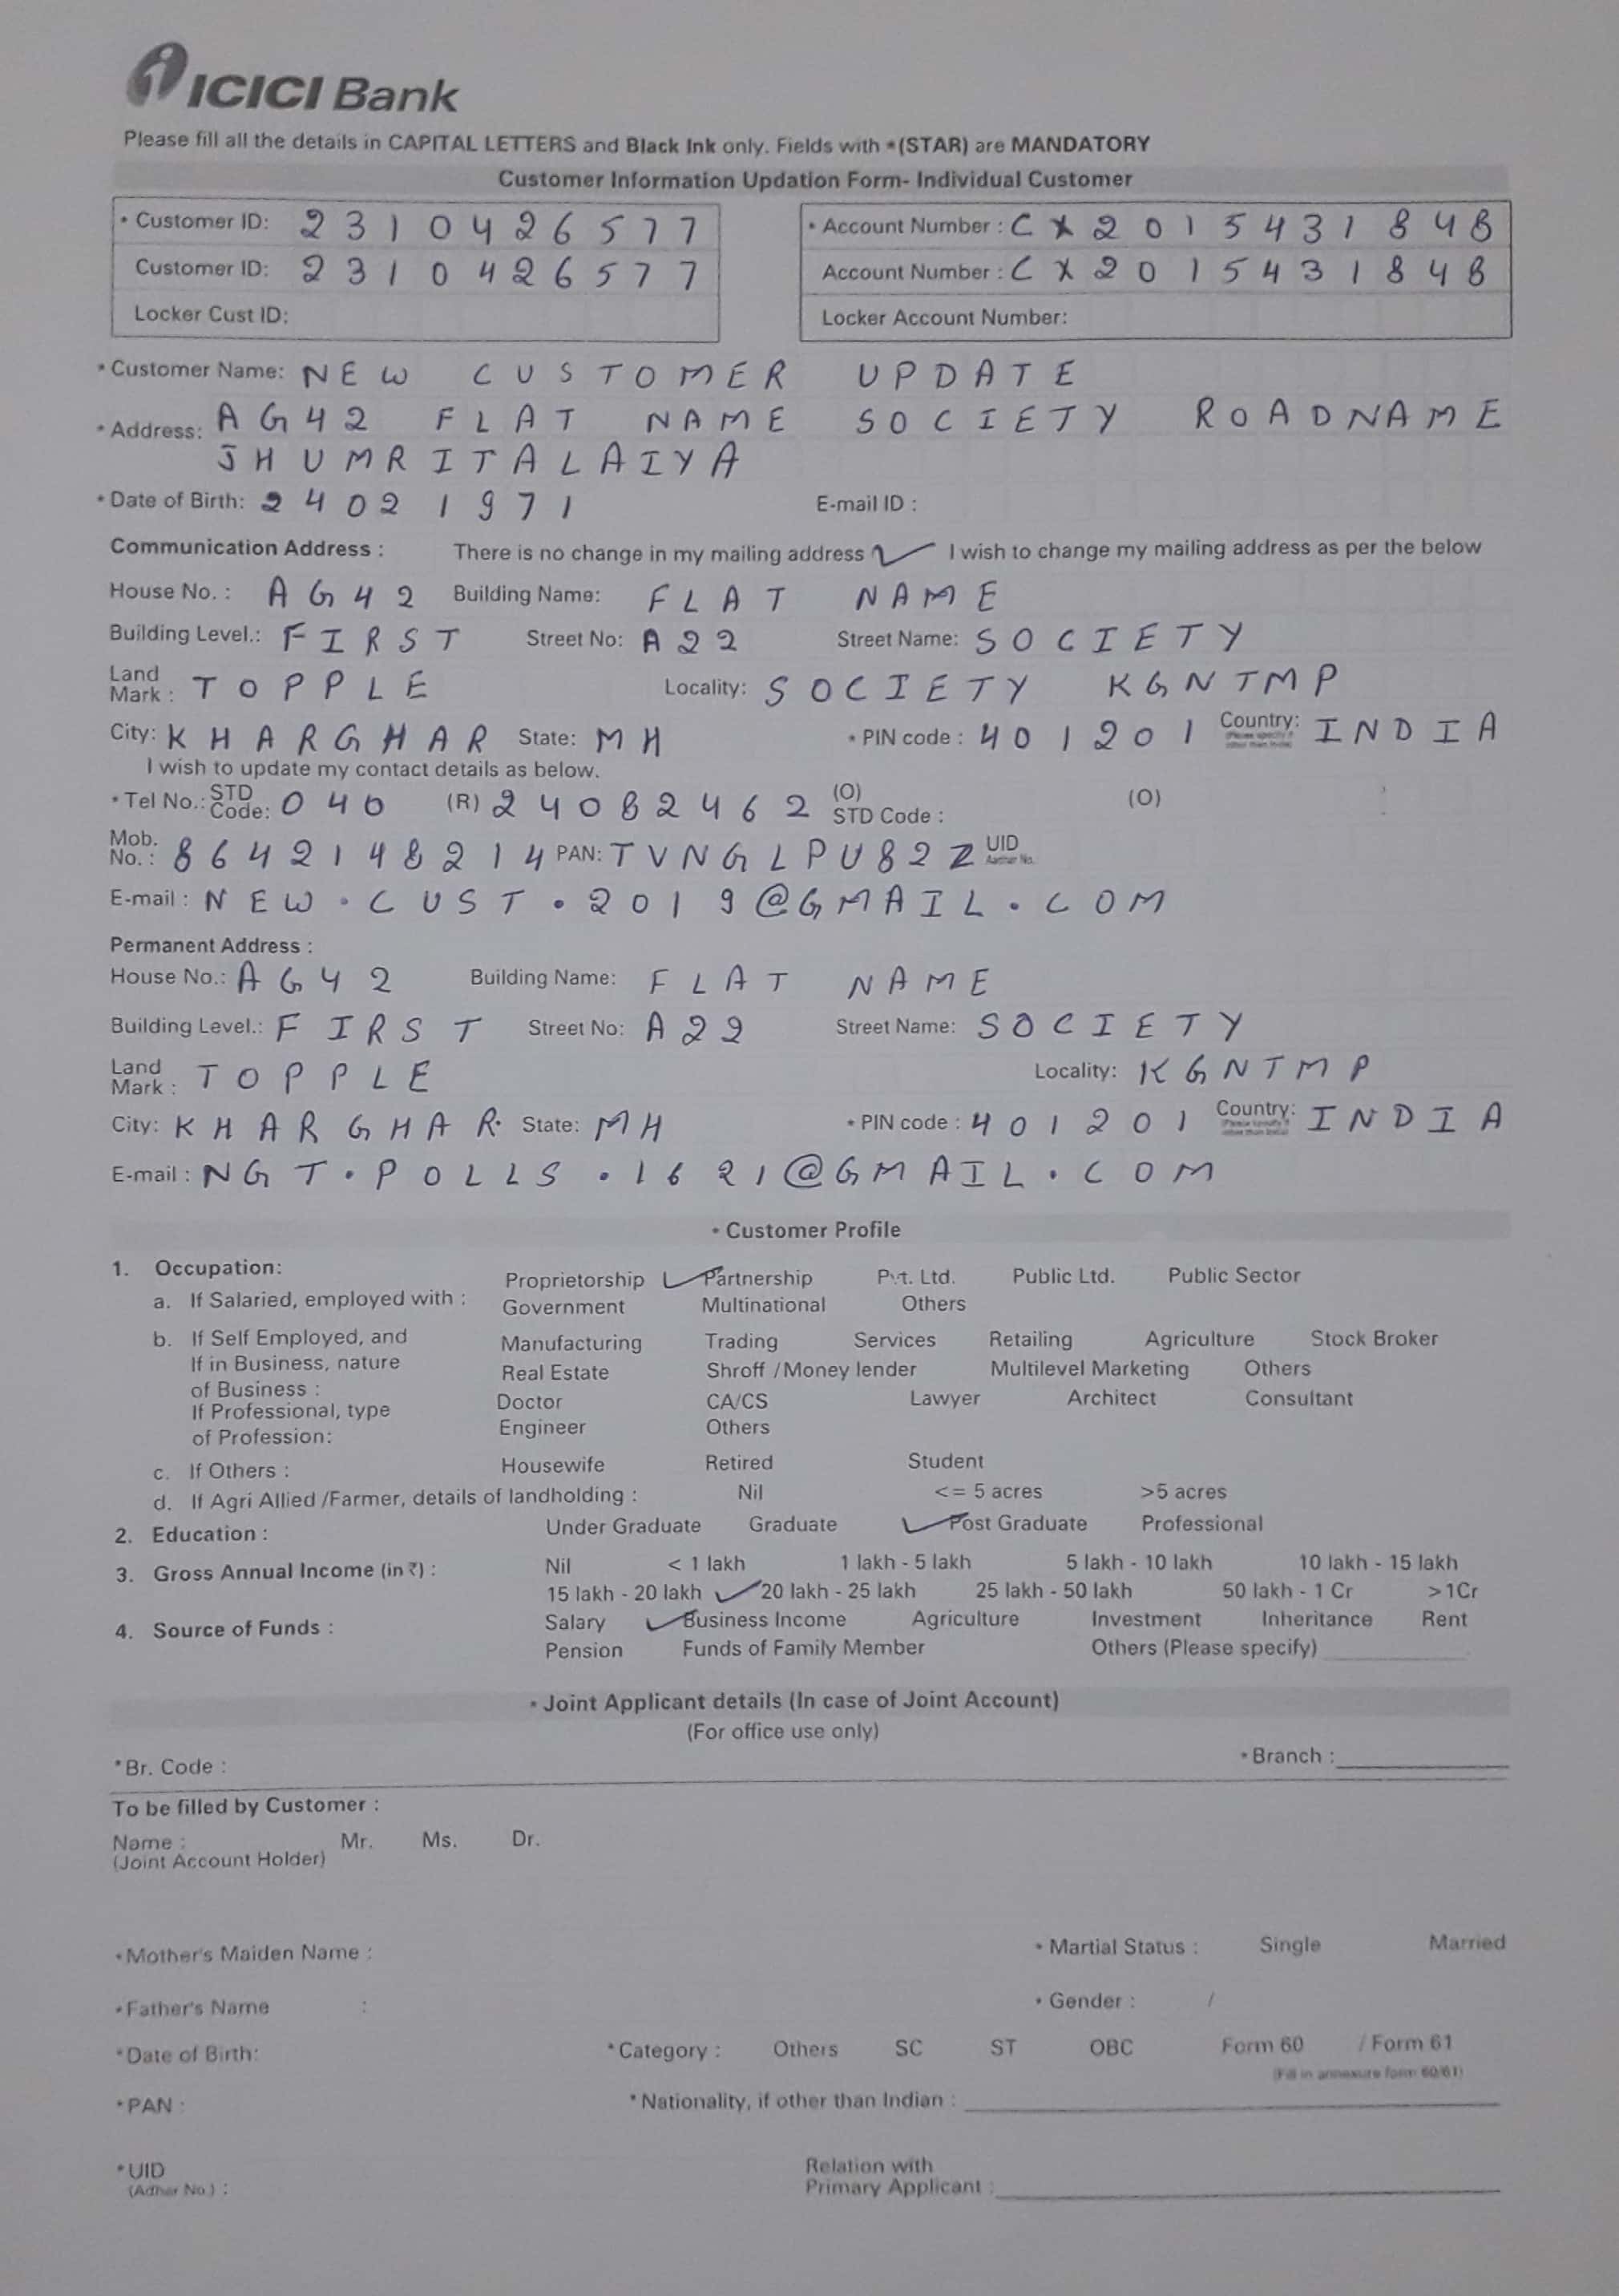 ICICI Bank
Please fill all the details in CAPITAL LETTERS and Black Ink only. Fields with *(STAR) are MANDATORY
Customer Information Updation Form- Individual Customer
* Customer ID: 2310426577 * Account Number : CX2015431848
Customer ID: 2310426577 Account Number : CX2015431848
Locker Cust ID: Locker Account Number:
* Customer Name: NEW CUSTOMER UPDATE
* Address: AG42 FLAT NAME SOCIETY ROADNAME
JHUMRITALAIYA
* Date of Birth: 24021971 E-mail ID :
Communication Address : There is no change in my mailing address ✓ I wish to change my mailing address as per the below
House No. : AG42 Building Name: FLAT NAME
Building Level.: FIRST Street No: A22 Street Name: SOCIETY
Land Mark : TOPPLE Locality: SOCIETY KGNTMP
City: KHARGHAR State: MH * PIN code : 401201 Country: (Please specify if other than India) INDIA
I wish to update my contact details as below.
* Tel No.: STD Code: 040 (R) 24082462 (O) STD Code : (O)
Mob. No. : 8642148214 PAN: TVNGLPU82Z UID Aadhar No.
E-mail : NEW.CUST.2019@GMAIL.COM
Permanent Address :
House No.: AG42 Building Name: FLAT NAME
Building Level.: FIRST Street No: A22 Street Name: SOCIETY
Land Mark : TOPPLE Locality: KGNTMP
City: KHARGHAR State: MH * PIN code : 401201 Country: (Please specify if other than India) INDIA
E-mail : NGT.POLLS.1621@GMAIL.COM
* Customer Profile
1. Occupation:
a. If Salaried, employed with : Proprietorship ✓ Partnership Pvt. Ltd. Public Ltd. Public Sector
Government Multinational Others
b. If Self Employed, and Manufacturing Trading Services Retailing Agriculture Stock Broker
If in Business, nature Real Estate Shroff /Money lender Multilevel Marketing Others
of Business :
If Professional, type Doctor CA/CS Lawyer Architect Consultant
of Profession: Engineer Others
c. If Others : Housewife Retired Student
d. If Agri Allied /Farmer, details of landholding : Nil <= 5 acres >5 acres
2. Education : Under Graduate Graduate ✓ Post Graduate Professional
3. Gross Annual Income (in ₹) : Nil < 1 lakh 1 lakh - 5 lakh 5 lakh - 10 lakh 10 lakh - 15 lakh
15 lakh - 20 lakh ✓ 20 lakh - 25 lakh 25 lakh - 50 lakh 50 lakh - 1 Cr >1Cr
4. Source of Funds : Salary ✓ Business Income Agriculture Investment Inheritance Rent
Pension Funds of Family Member Others (Please specify)
* Joint Applicant details (In case of Joint Account)
(For office use only)
*Br. Code : * Branch :
To be filled by Customer :
Name : Mr. Ms. Dr.
(Joint Account Holder)
*Mother's Maiden Name : * Martial Status : Single Married
*Father's Name : * Gender : /
*Date of Birth: *Category : Others SC ST OBC Form 60 / Form 61
(Fill in annexure form 60/61)
*PAN : *Nationality, if other than Indian :
*UID Relation with
(Adhar No.) : Primary Applicant :